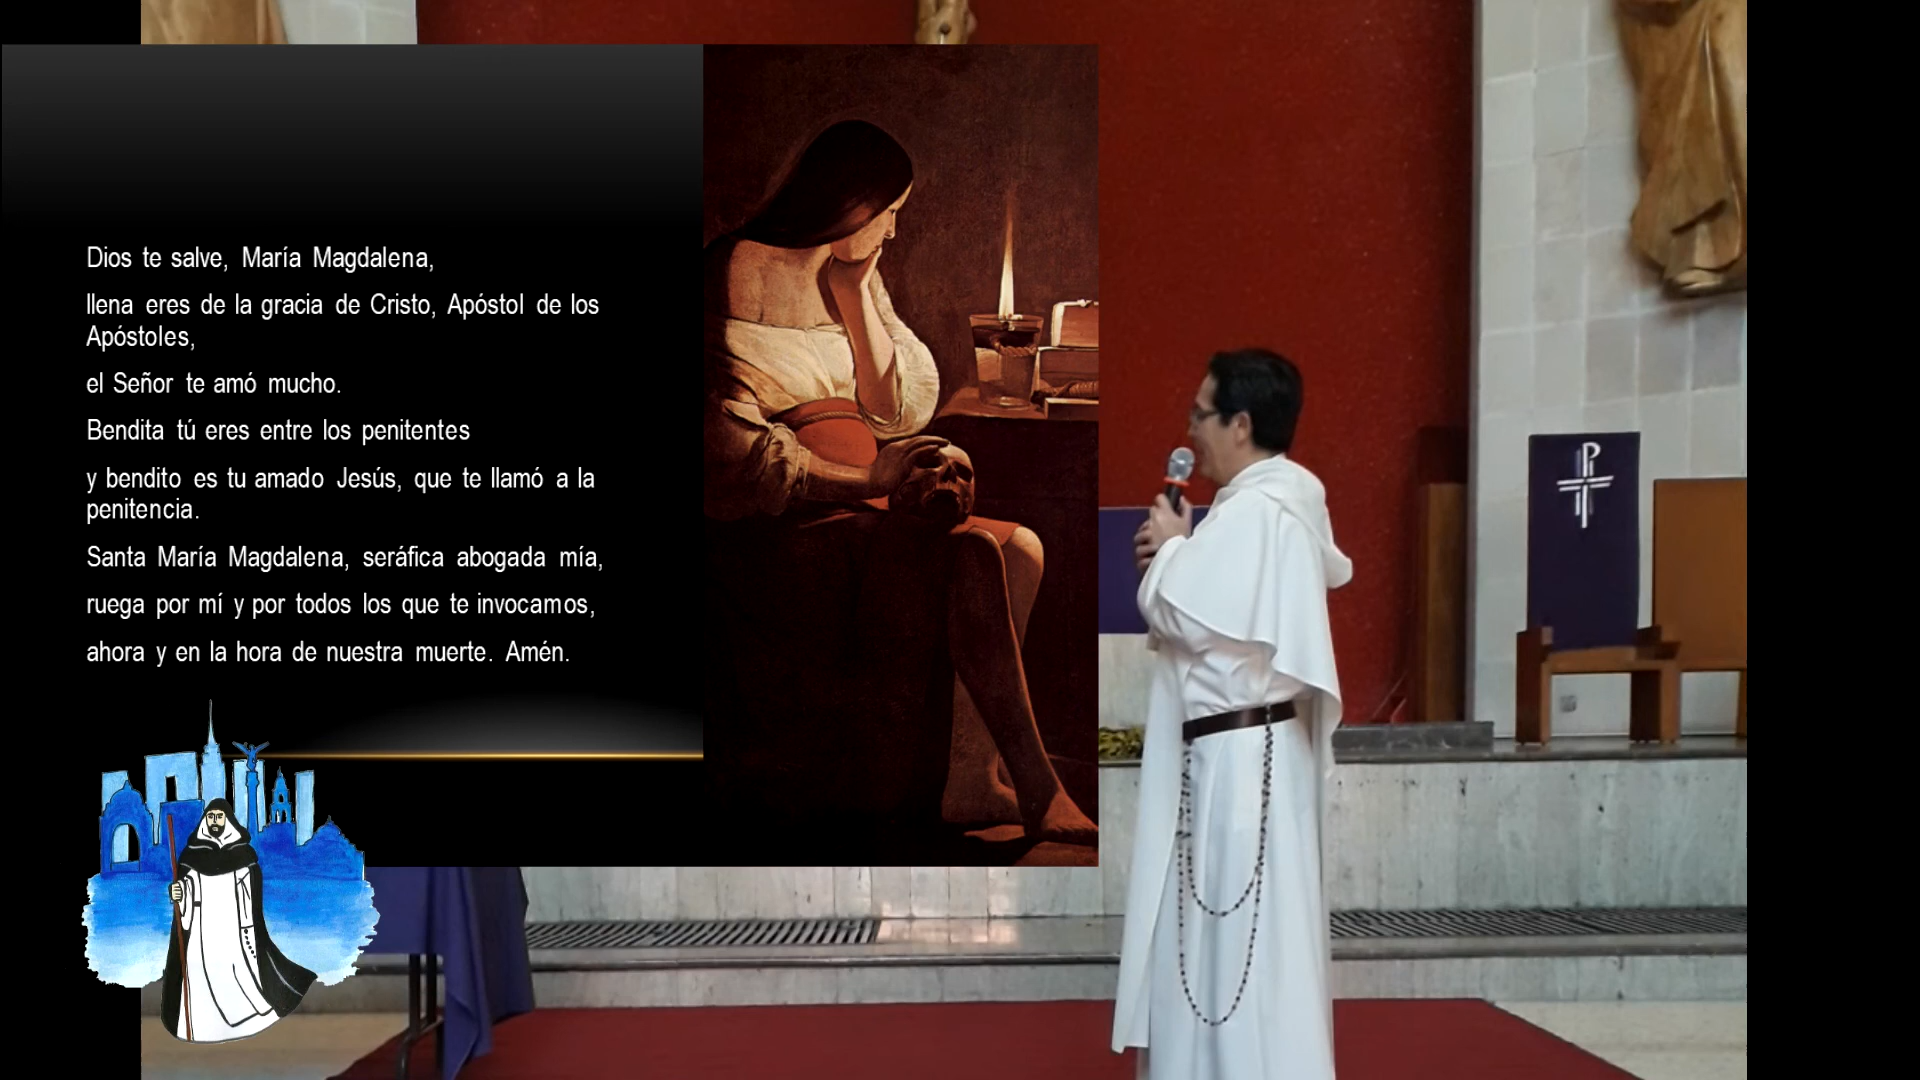 Dios te salve, María Magdalena,
llena eres de la gracia de Cristo, Apóstol de los
Apóstoles,
el Señor te amó mucho.
Bendita tú eres entre los penitentes
y bendito es tu amado Jesús, que te llamó a la
penitencia.
Santa María Magdalena, seráfica abogada mía,
ruega por mí y por todos los que te invocamos,
ahora y en la hora de nuestra muerte. Amén.